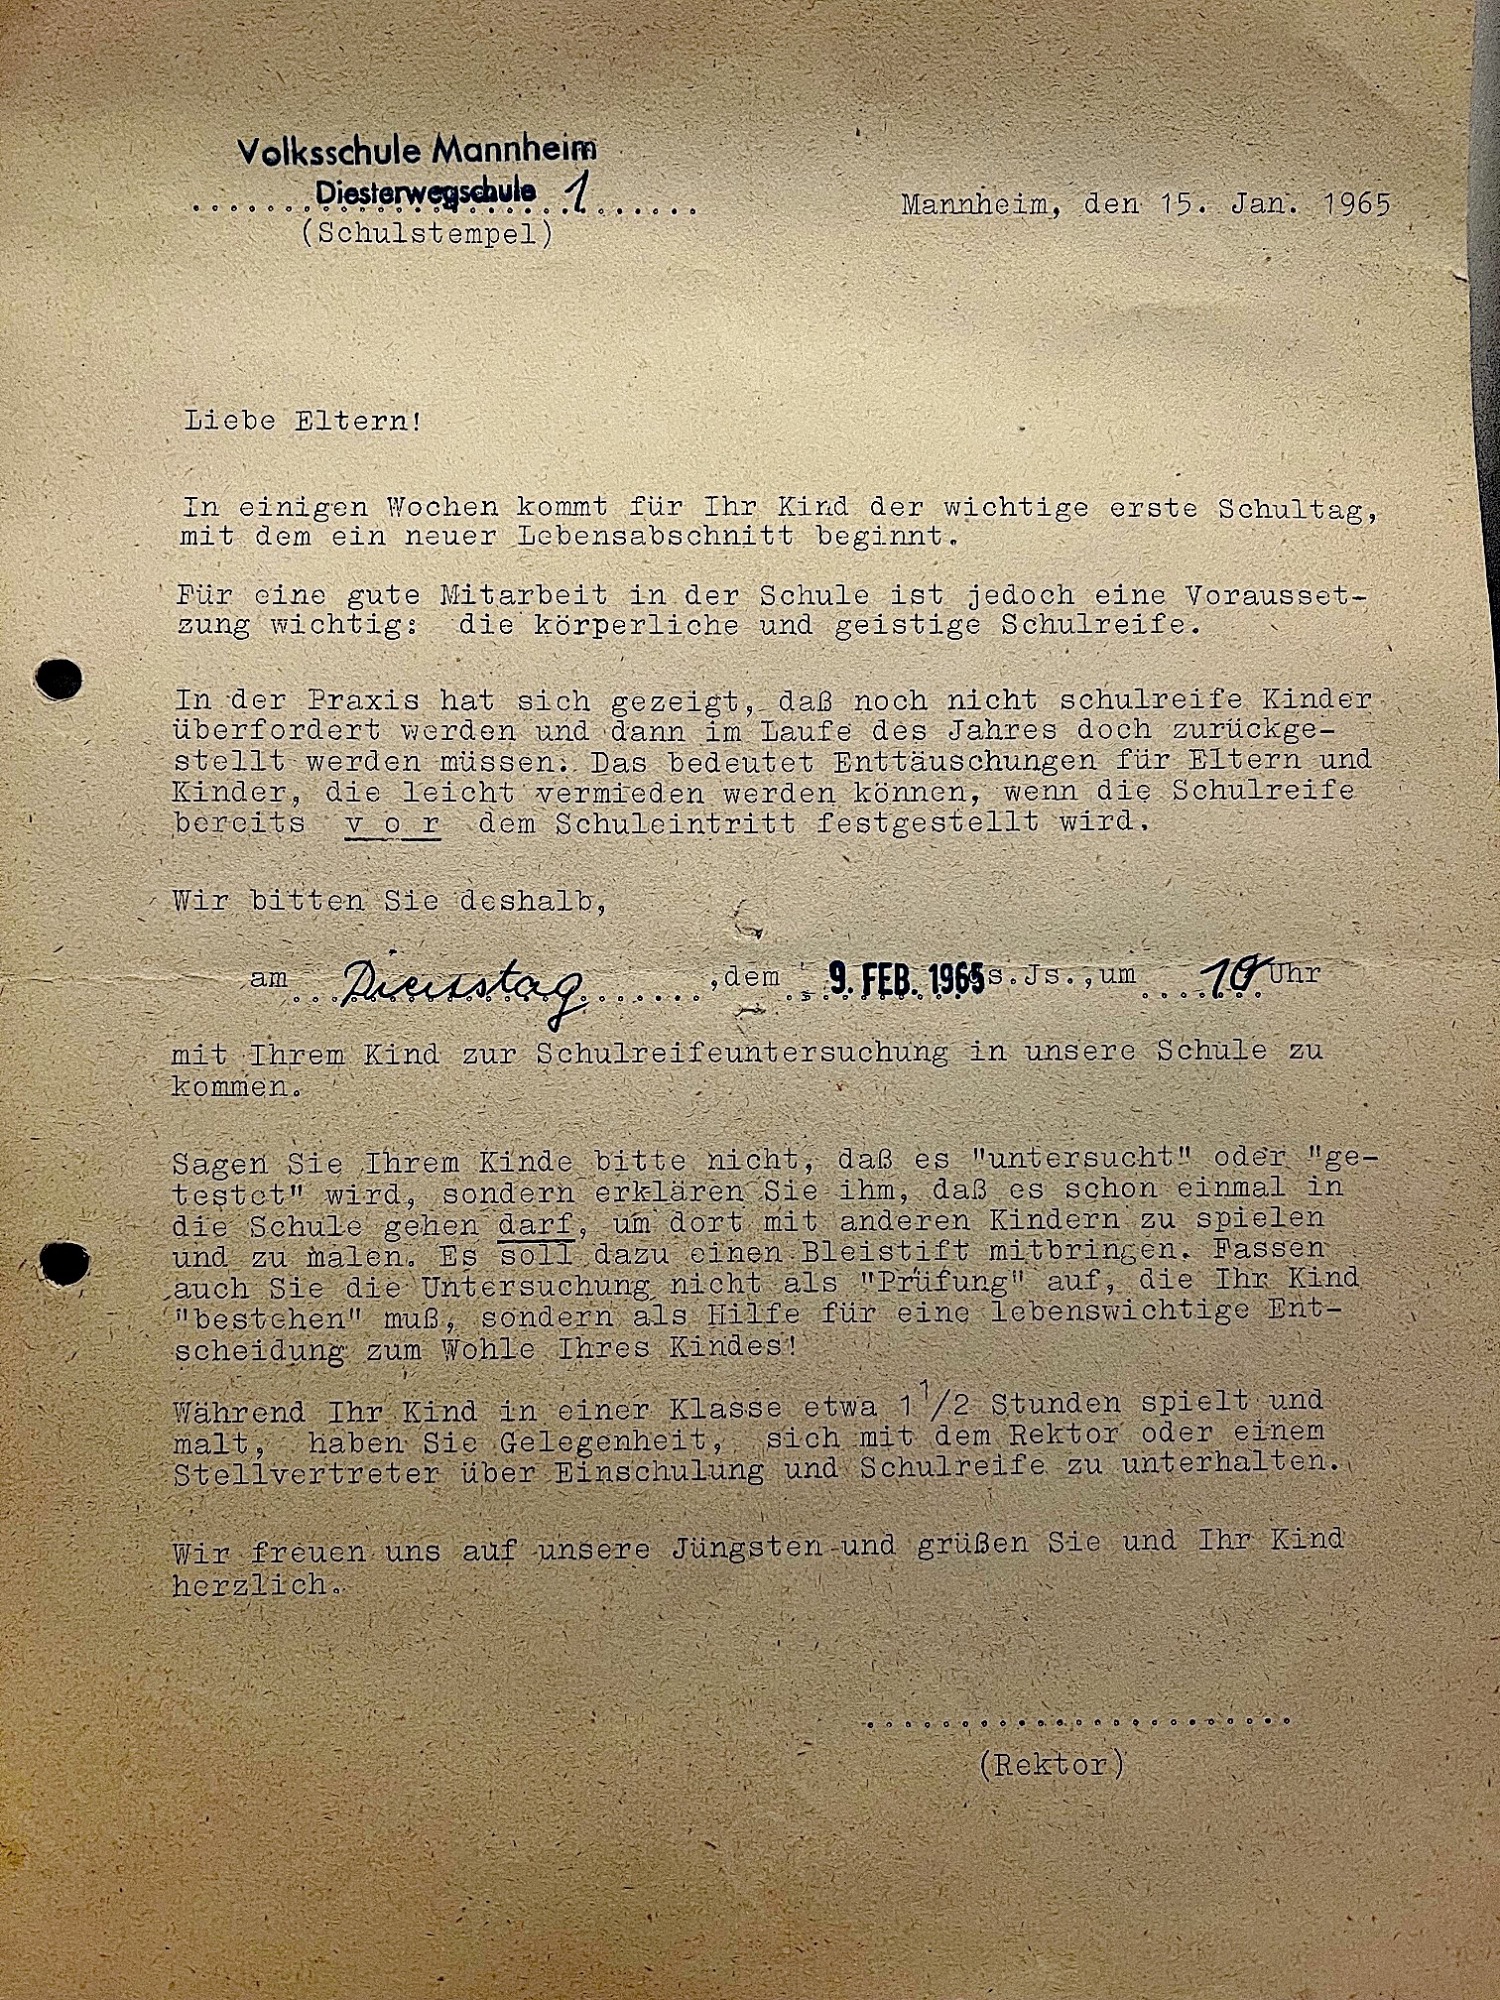 Volksschule Mannheim
Diesterwegschule 1
(Schulstempel)
Mannheim, den 15. Jan. 1965
Liebe Eltern!
In einigen Wochen kommt für Ihr Kind der wichtige erste Schultag,
mit dem ein neuer Lebensabschnitt beginnt.
Für eine gute Mitarbeit in der Schule ist jedoch eine Vorausset-
zung wichtig: die körperliche und geistige Schulreife.
In der Praxis hat sich gezeigt, daß noch nicht schulreife Kinder
überfordert werden und dann im Laufe des Jahres doch zurückge-
stellt werden müssen. Das bedeutet Enttäuschungen für Eltern und
Kinder, die leicht vermieden werden können, wenn die Schulreife
bereits v o r dem Schuleintritt festgestellt wird.
Wir bitten Sie deshalb,
am Dienstag, dem 9. FEB. 1965 s.Js., um 10 Uhr
mit Ihrem Kind zur Schulreifeuntersuchung in unsere Schule zu
kommen.
Sagen Sie Ihrem Kinde bitte nicht, daß es "untersucht" oder "ge-
testet" wird, sondern erklären Sie ihm, daß es schon einmal in
die Schule gehen darf, um dort mit anderen Kindern zu spielen
und zu malen. Es soll dazu einen Bleistift mitbringen. Fassen
auch Sie die Untersuchung nicht als "Prüfung" auf, die Ihr Kind
"bestehen" muß, sondern als Hilfe für eine lebenswichtige Ent-
scheidung zum Wohle Ihres Kindes!
Während Ihr Kind in einer Klasse etwa 1 1/2 Stunden spielt und
malt, haben Sie Gelegenheit, sich mit dem Rektor oder einem
Stellvertreter über Einschulung und Schulreife zu unterhalten.
Wir freuen uns auf unsere Jüngsten und grüßen Sie und Ihr Kind
herzlich.
(Rektor)